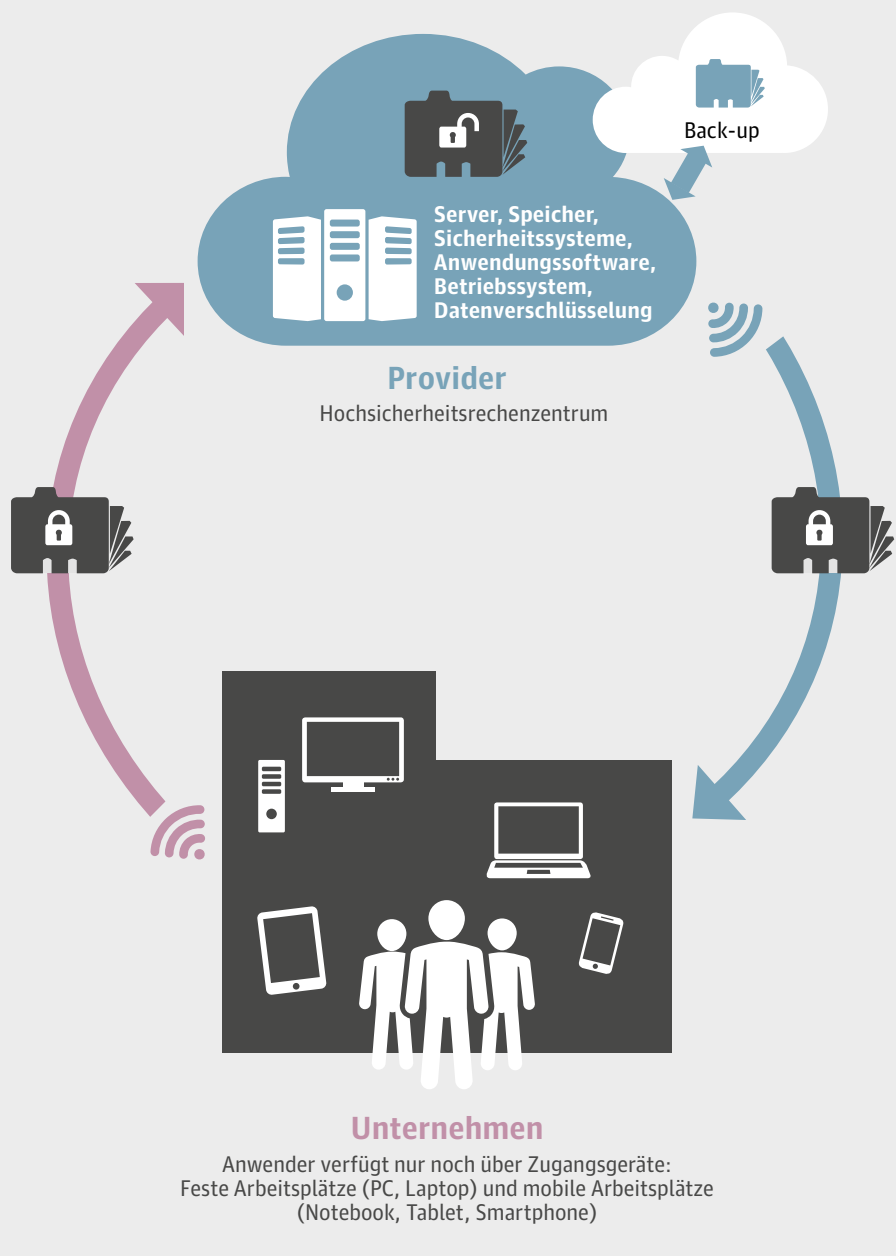 Back-up
Server, Speicher,
Sicherheitssysteme,
Anwendungssoftware,
Betriebssystem,
Datenverschlüsselung
Provider
Hochsicherheitsrechenzentrum
Unternehmen
Anwender verfügt nur noch über Zugangsgeräte:
Feste Arbeitsplätze (PC, Laptop) und mobile Arbeitsplätze
(Notebook, Tablet, Smartphone)